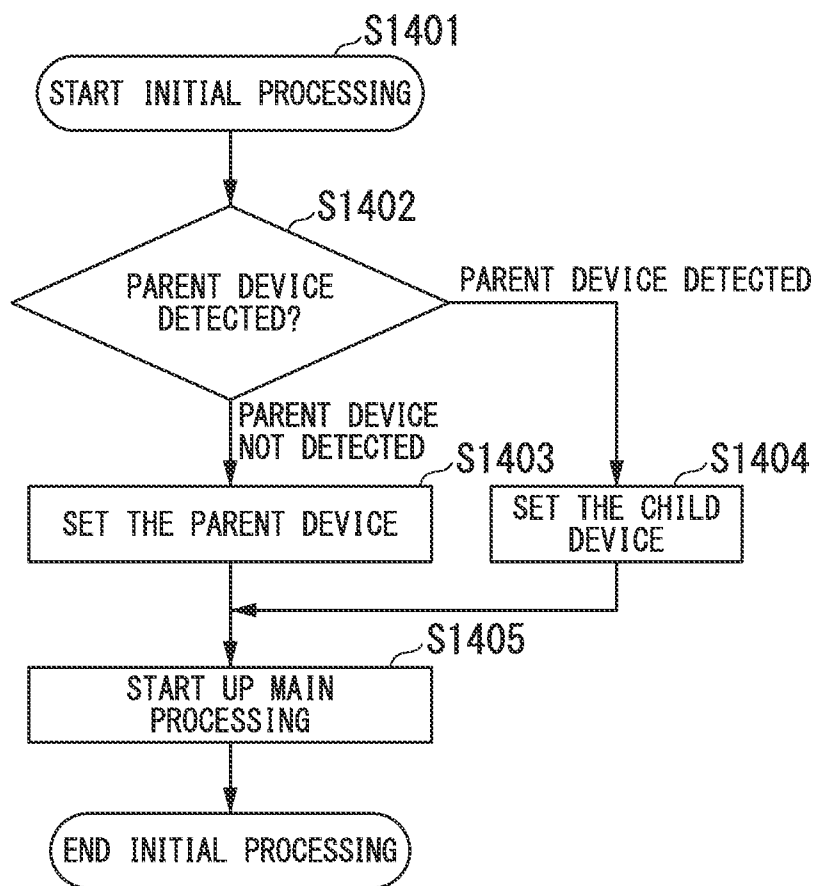 S1401
START INITIAL PROCESSING
S1402
PARENT DEVICE
DETECTED?
PARENT DEVICE DETECTED
PARENT DEVICE
NOT DETECTED
S1403
SET THE PARENT DEVICE
S1404
SET THE CHILD
DEVICE
S1405
START UP MAIN
PROCESSING
END INITIAL PROCESSING